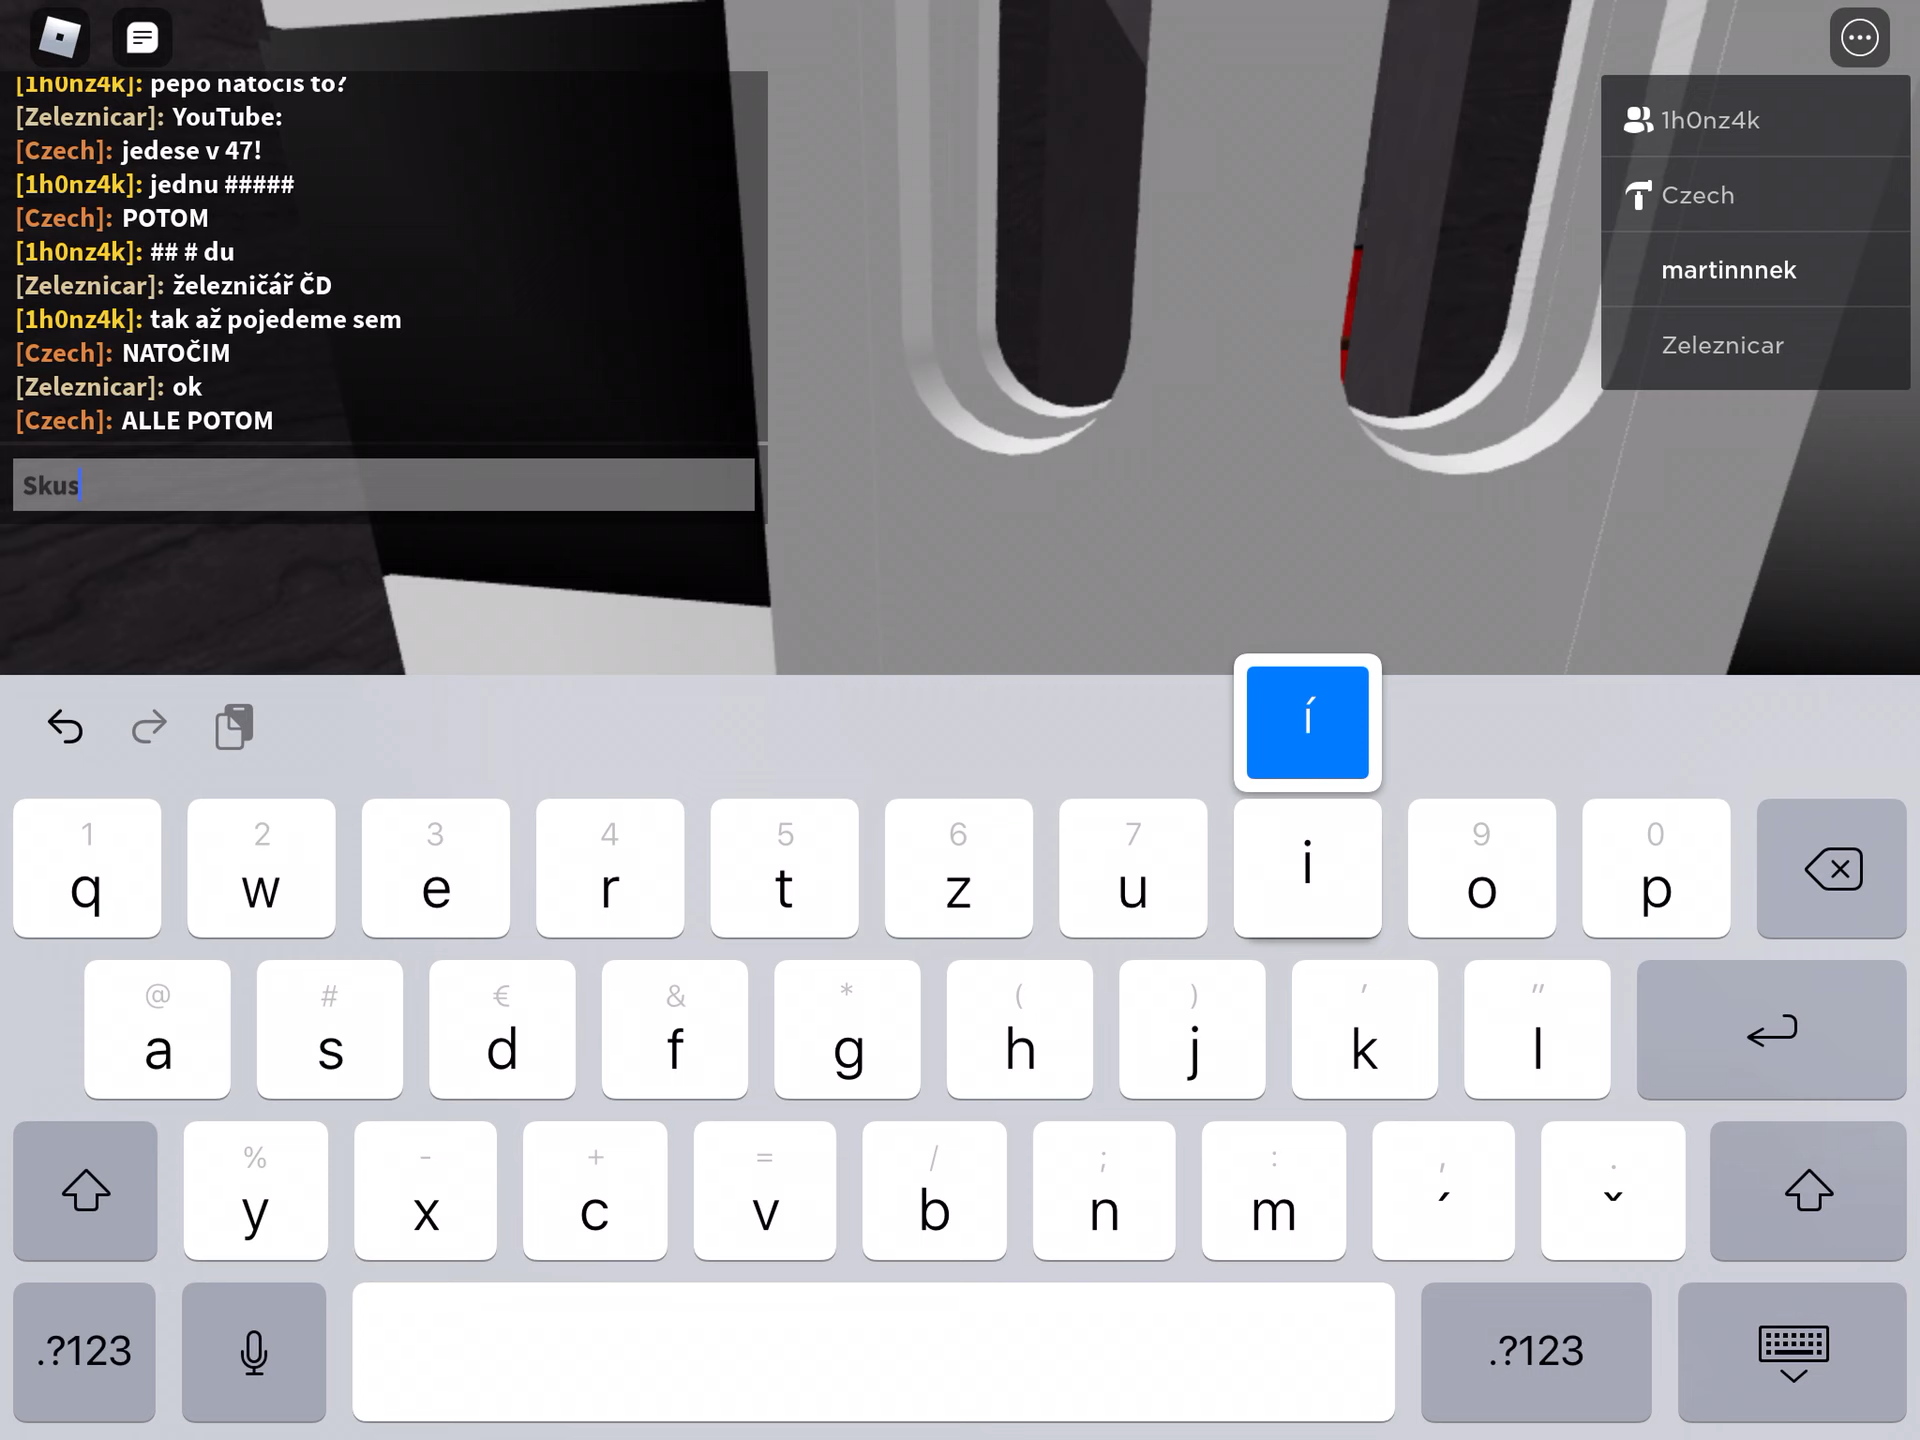 [1h0nz4k]: pepo natočíš to?
[Zeleznicar]: YouTube:
[Czech]: jedese v 47!
[1h0nz4k]: jednu #####
[Czech]: POTOM
[1h0nz4k]: ## # du
[Zeleznicar]: železničář ČD
[1h0nz4k]: tak až pojedeme sem
[Czech]: NATOČIM
[Zeleznicar]: ok
[Czech]: ALLE POTOM
Skus
1h0nz4k
Czech
martinnnek
Zeleznicar
í
1 2 3 4 5 6 7 9 0
q w e r t z u i o p
@ # € & * ( ) ' "
a s d f g h j k l
% - + = / ; : , .
y x c v b n m ´ ˇ
.?123 .?123